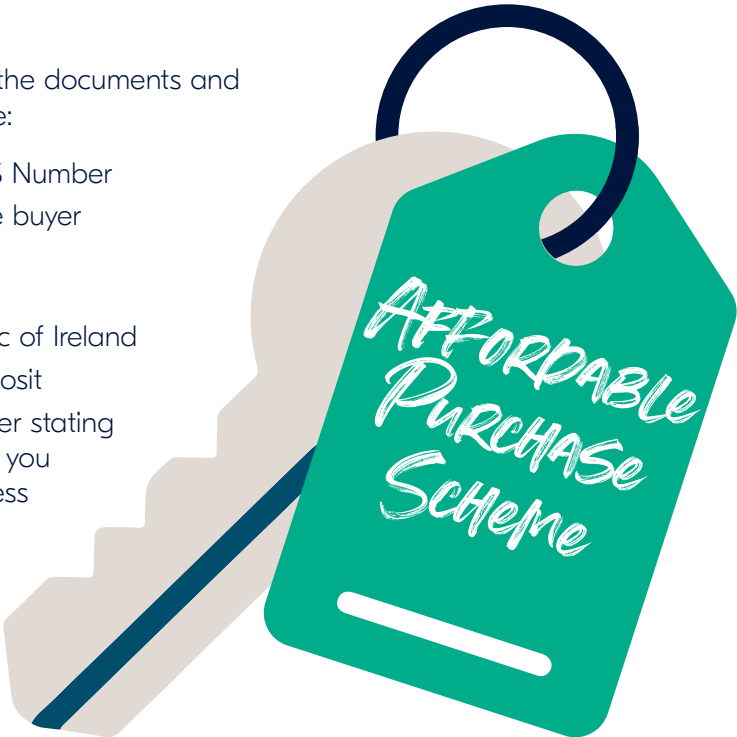 the documents and
e:
S Number
e buyer
c of Ireland
osit
er stating
you
ess
AFFORDABLE
PURCHASE
SCHEME